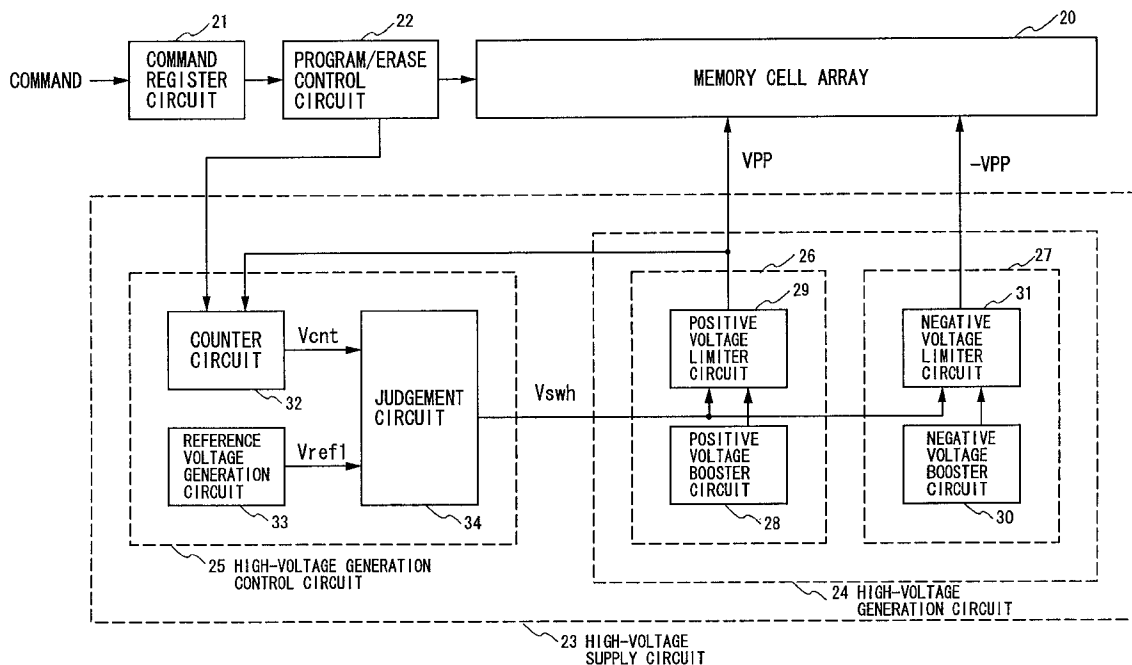 21
22
20
COMMAND
COMMAND
REGISTER
CIRCUIT
PROGRAM/ERASE
CONTROL
CIRCUIT
MEMORY CELL ARRAY
VPP
-VPP
26
27
29
31
COUNTER
CIRCUIT
Vcnt
32
JUDGEMENT
CIRCUIT
POSITIVE
VOLTAGE
LIMITER
CIRCUIT
NEGATIVE
VOLTAGE
LIMITER
CIRCUIT
Vswh
REFERENCE
VOLTAGE
GENERATION
CIRCUIT
Vref1
33
34
POSITIVE
VOLTAGE
BOOSTER
CIRCUIT
28
NEGATIVE
VOLTAGE
BOOSTER
CIRCUIT
30
25 HIGH-VOLTAGE GENERATION
CONTROL CIRCUIT
24 HIGH-VOLTAGE
GENERATION CIRCUIT
23 HIGH-VOLTAGE
SUPPLY CIRCUIT